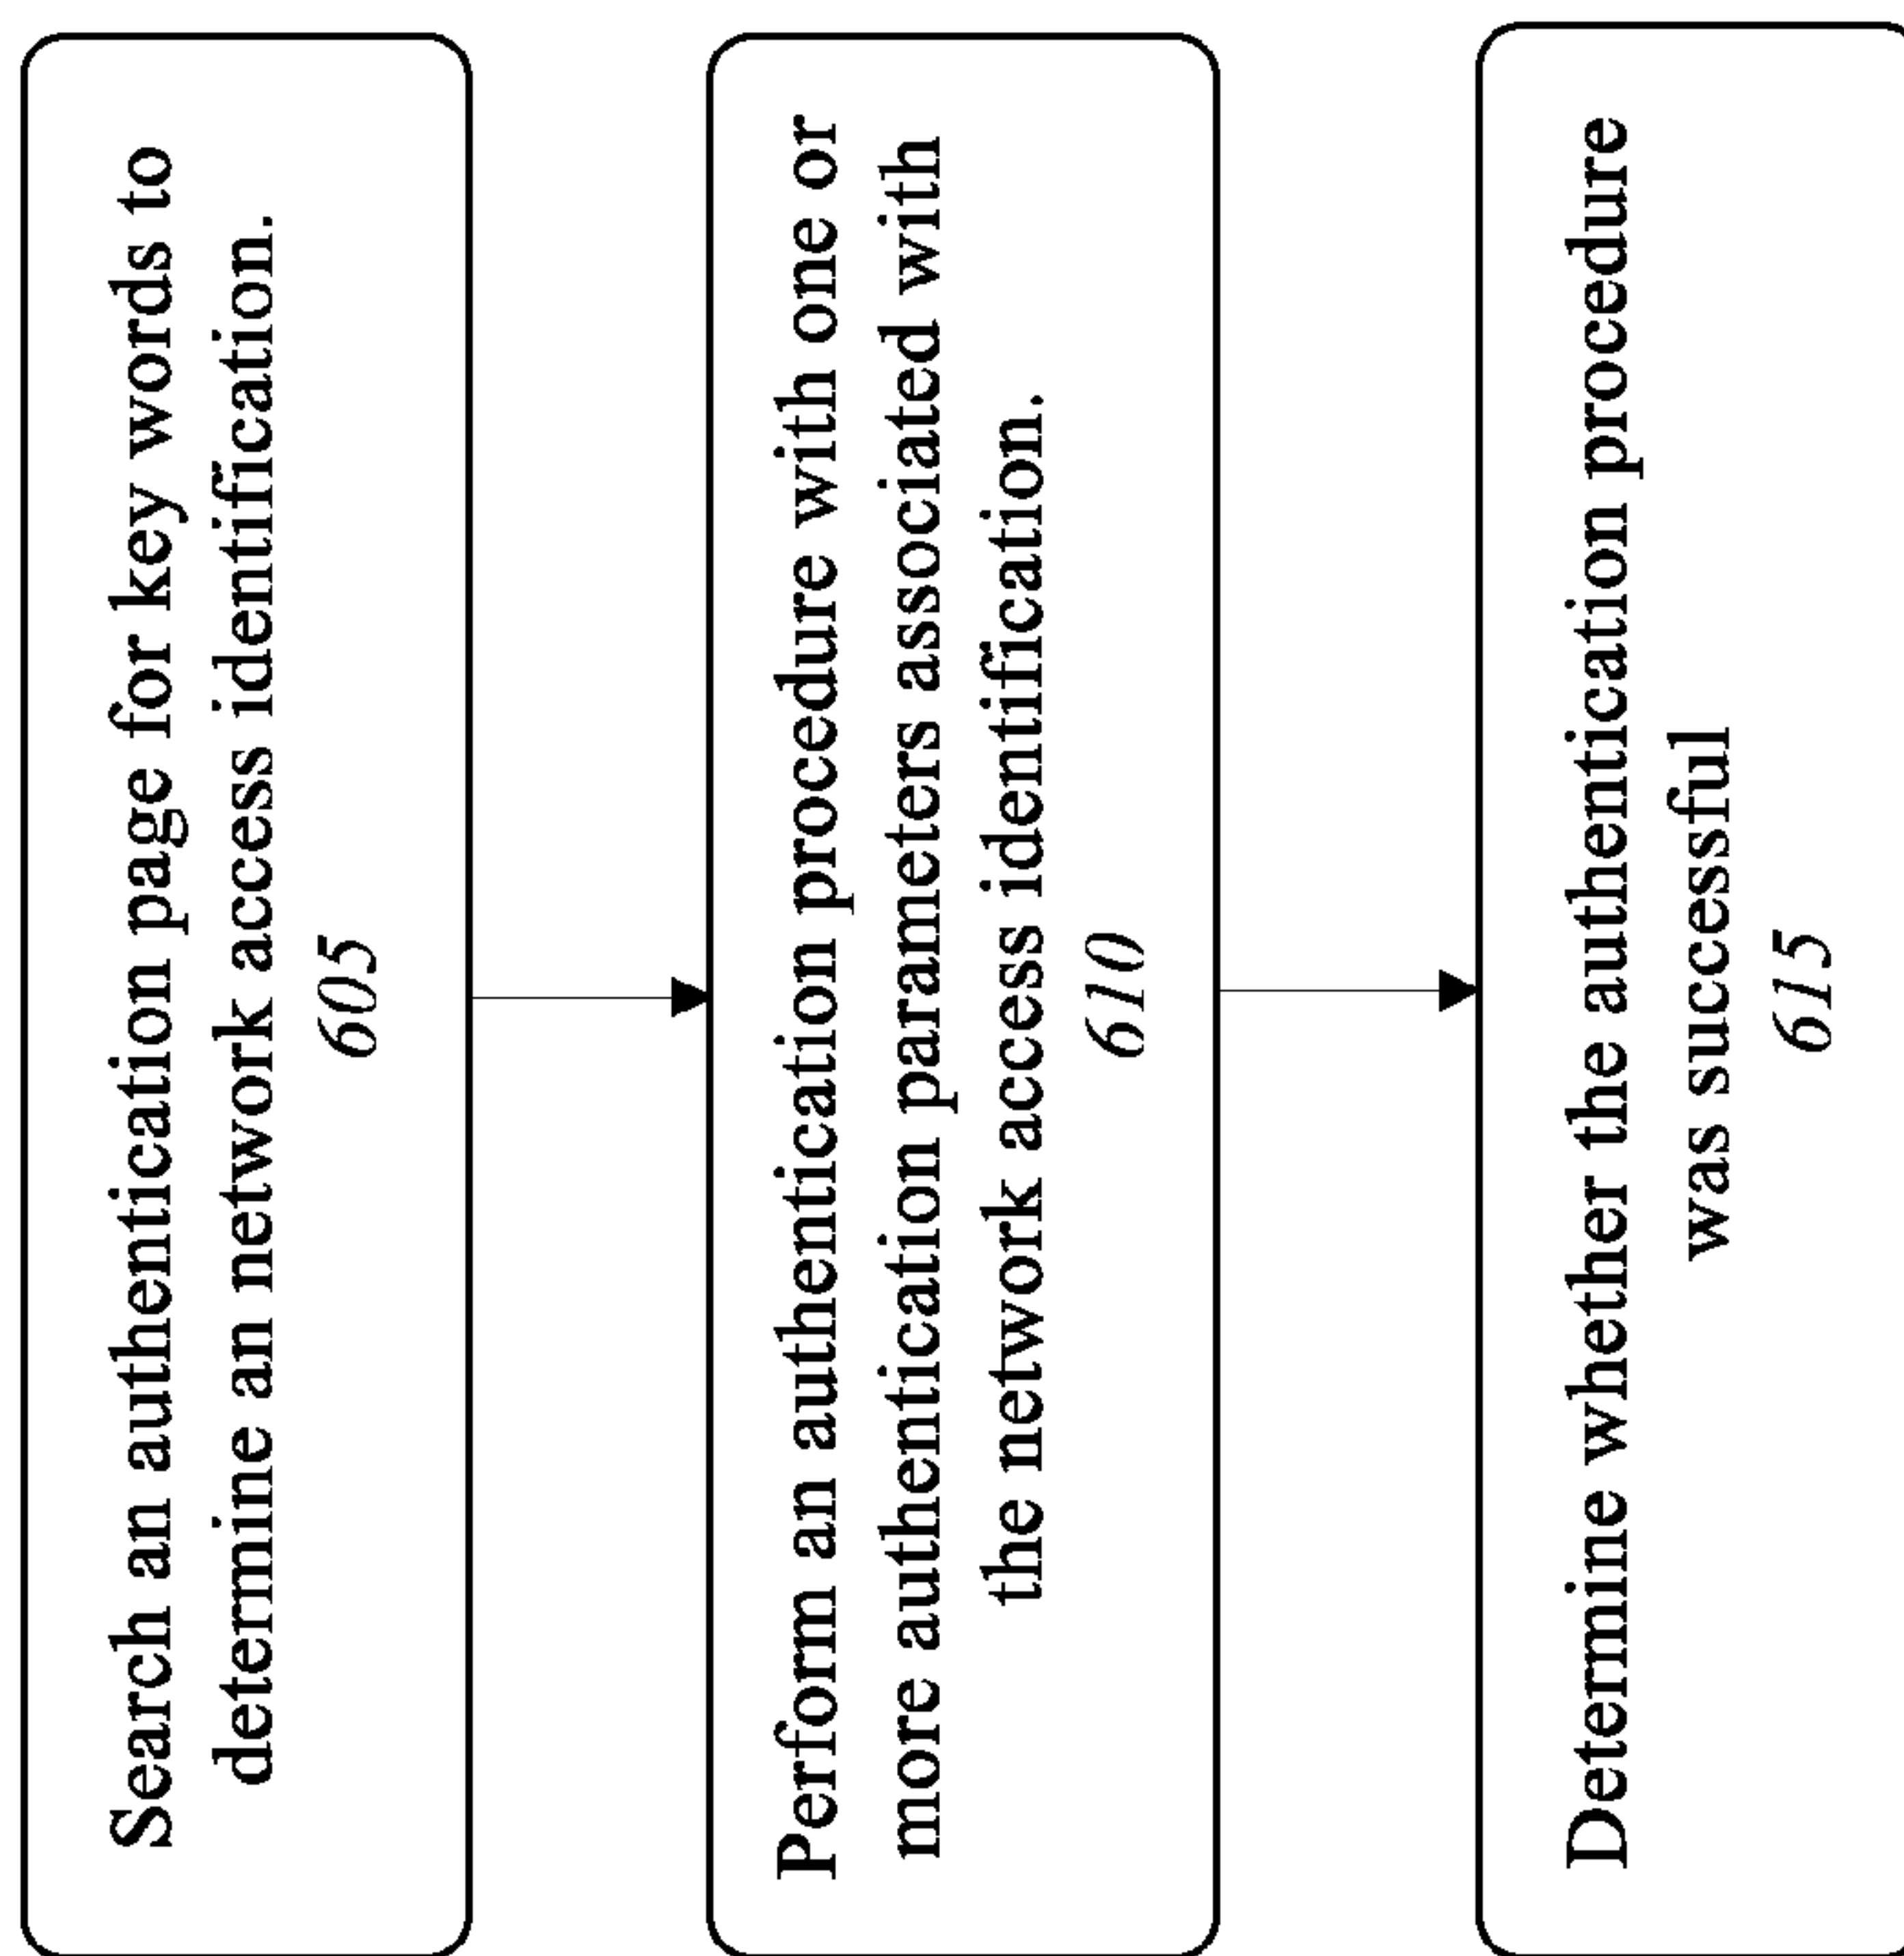 Search an authentication page for key words to
determine an network access identification.
605
Perform an authentication procedure with one or
more authentication parameters associated with
the network access identification.
610
Determine whether the authentication procedure
was successful
615